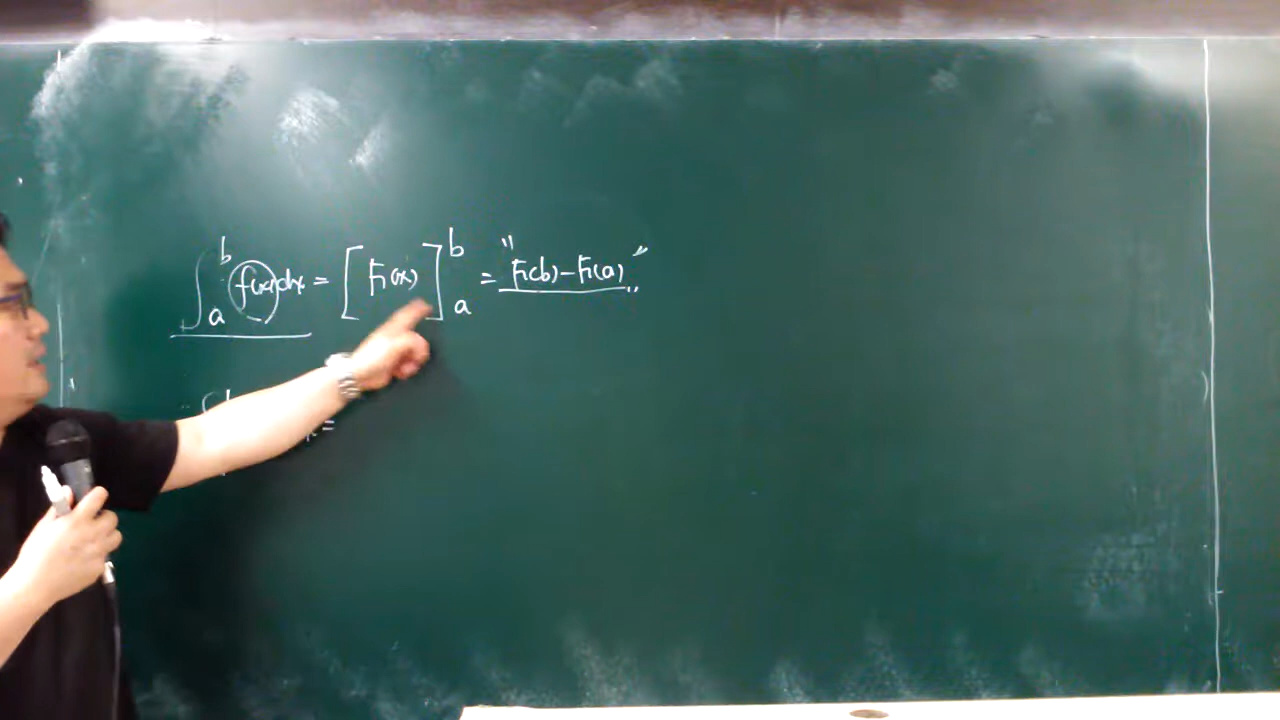 ∫_a^b f(x)dx = [F(x)]_a^b = "F(b)-F(a)"